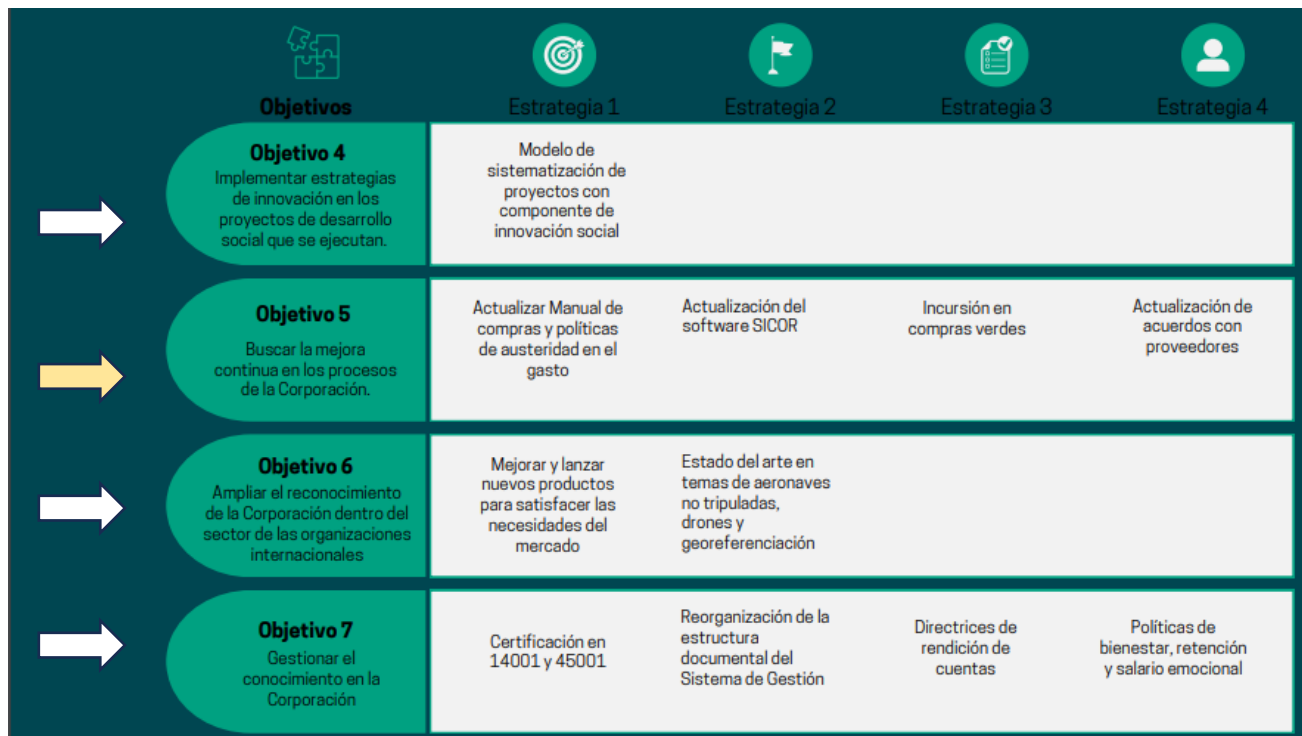 Objetivos
Estrategia 1
Estrategia 2
Estrategia 3
Estrategia 4
Objetivo 4
Implementar estrategias
de innovación en los
proyectos de desarrollo
social que se ejecutan.
Modelo de
sistematización de
proyectos con
componente de
innovación social
Objetivo 5
Buscar la mejora
continua en los procesos
de la Corporación.
Actualizar Manual de
compras y políticas
de austeridad en el
gasto
Actualización del
software SICOR
Incursión en
compras verdes
Actualización de
acuerdos con
proveedores
Objetivo 6
Ampliar el reconocimiento
de la Corporación dentro del
sector de las organizaciones
internacionales
Mejorar y lanzar
nuevos productos
para satisfacer las
necesidades del
mercado
Estado del arte en
temas de aeronaves
no tripuladas,
drones y
georeferenciación
Objetivo 7
Gestionar el
conocimiento en la
Corporación
Certificación en
14001 y 45001
Reorganización de la
estructura
documental del
Sistema de Gestión
Directrices de
rendición de
cuentas
Políticas de
bienestar, retención
y salario emocional